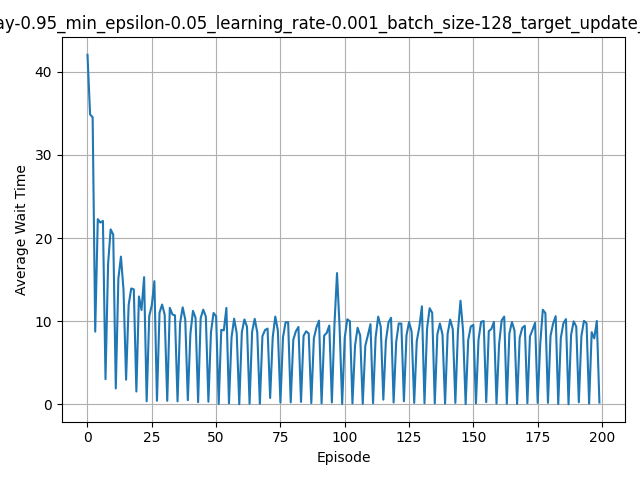 ay-0.95_min_epsilon-0.05_learning_rate-0.001_batch_size-128_target_update_
40
30
20
10
0
Average Wait Time
0 25 50 75 100 125 150 175 200
Episode